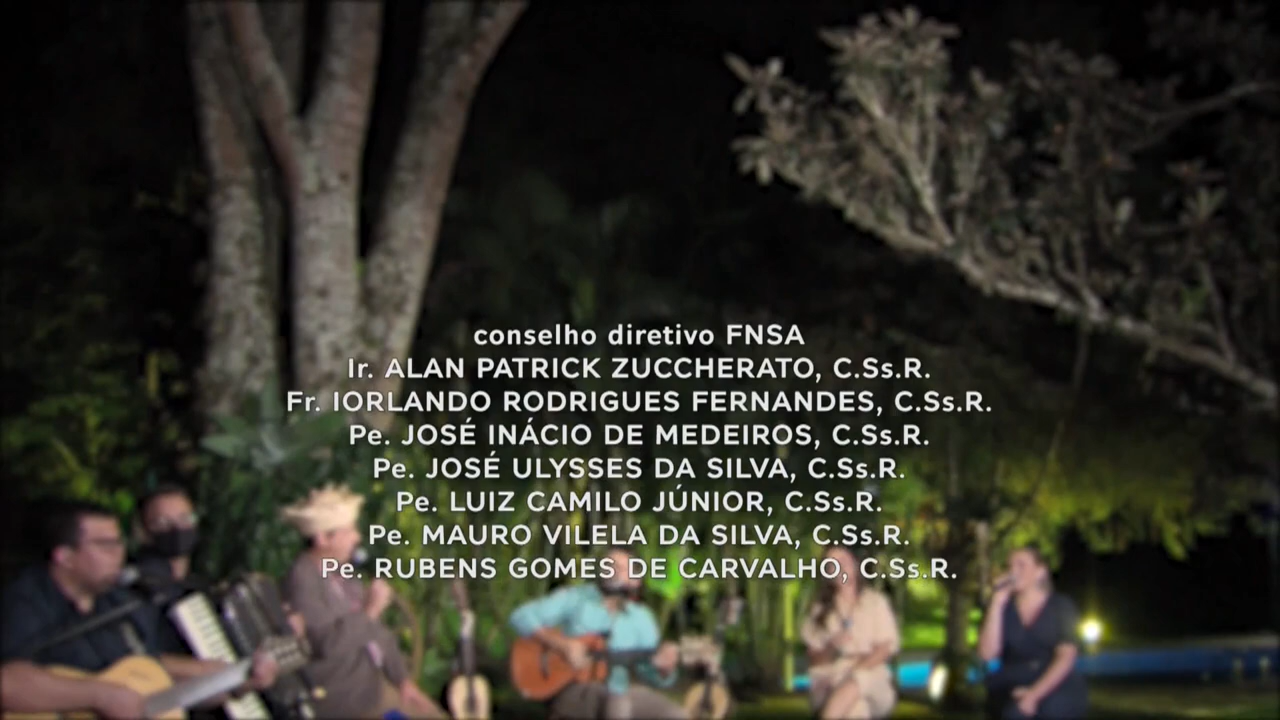 conselho diretivo FNSA
Ir. ALAN PATRICK ZUCCHERATO, C.Ss.R.
Fr. IORLANDO RODRIGUES FERNANDES, C.Ss.R.
Pe. JOSÉ INÁCIO DE MEDEIROS, C.Ss.R.
Pe. JOSÉ ULYSSES DA SILVA, C.Ss.R.
Pe. LUIZ CAMILO JÚNIOR, C.Ss.R.
Pe. MAURO VILELA DA SILVA, C.Ss.R.
Pe. RUBENS GOMES DE CARVALHO, C.Ss.R.